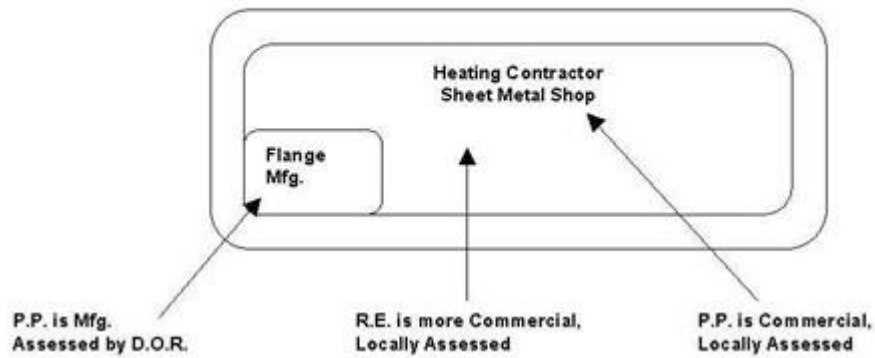 Heating Contractor
Sheet Metal Shop
Flange
Mfg.
P.P. is Mfg.
Assessed by D.O.R.
R.E. is more Commercial,
Locally Assessed
P.P. is Commercial,
Locally Assessed